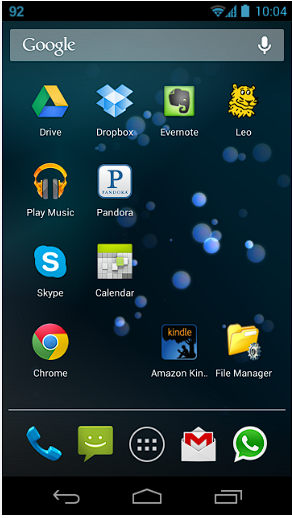 92
10:04
Google
Drive
Dropbox
Evernote
Leo
P
PANDORA
Play Music
Pandora
S
Skype
Calendar
kindle
Chrome
Amazon Kin..
File Manager